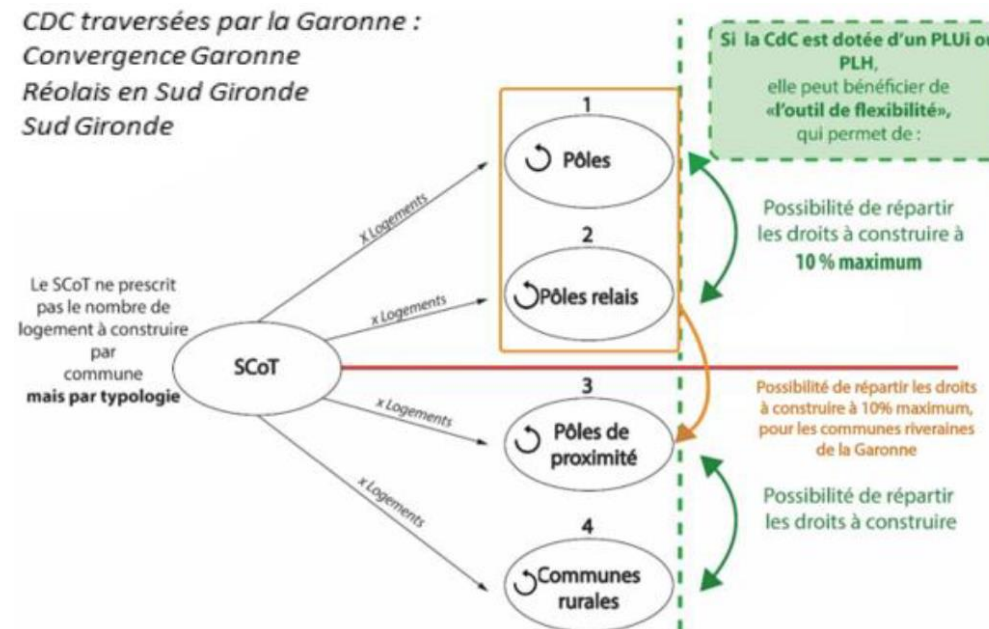 CDC traversées par la Garonne :
Convergence Garonne
Réolais en Sud Gironde
Sud Gironde
Si la CdC est dotée d'un PLUi ou
PLH,
elle peut bénéficier de
«l'outil de flexibilité»,
qui permet de :
1
Pôles
x Logements
Possibilité de répartir
les droits à construire à
10 % maximum
2
Pôles relais
x Logements
Le SCoT ne prescrit
pas le nombre de
logement à construire
par
commune
mais par typologie
SCoT
3
Pôles de
proximité
x Logements
Possibilité de répartir les droits
à construire à 10% maximum,
pour les communes riveraines
de la Garonne
x Logements
Possibilité de répartir
les droits à construire
4
Communes
rurales